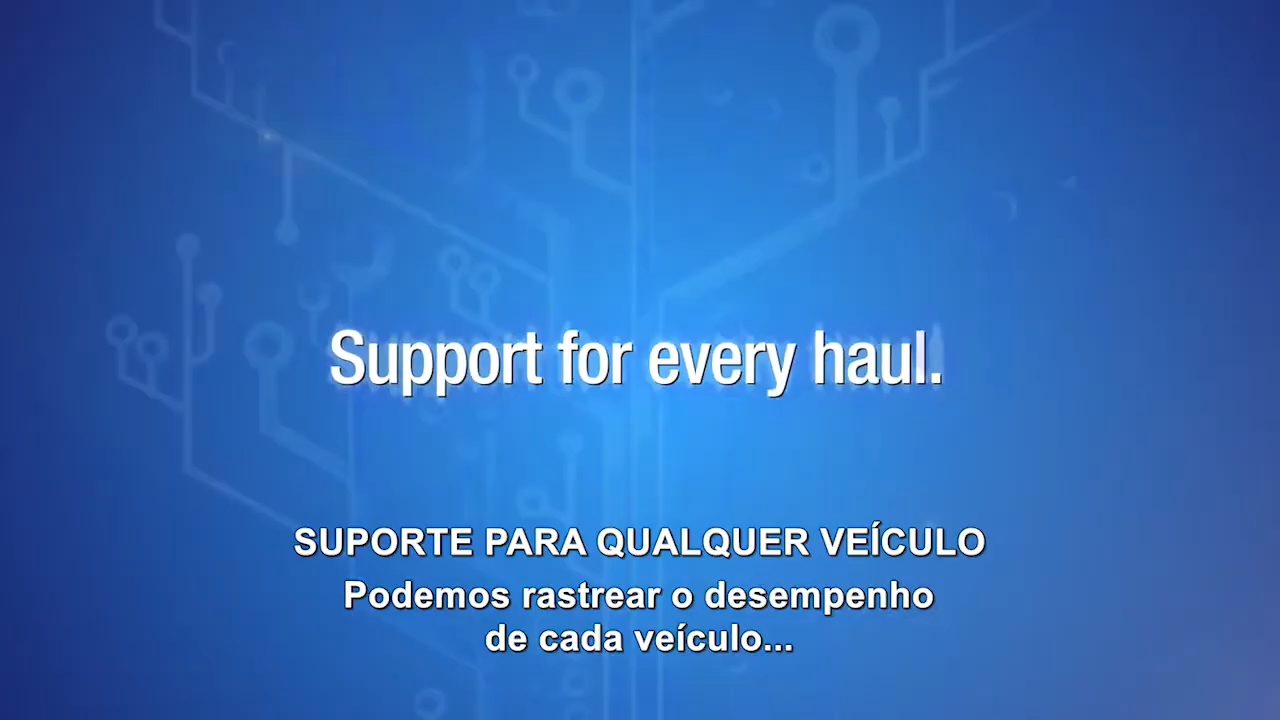 Support for every haul.
SUPORTE PARA QUALQUER VEÍCULO
Podemos rastrear o desempenho
de cada veículo...